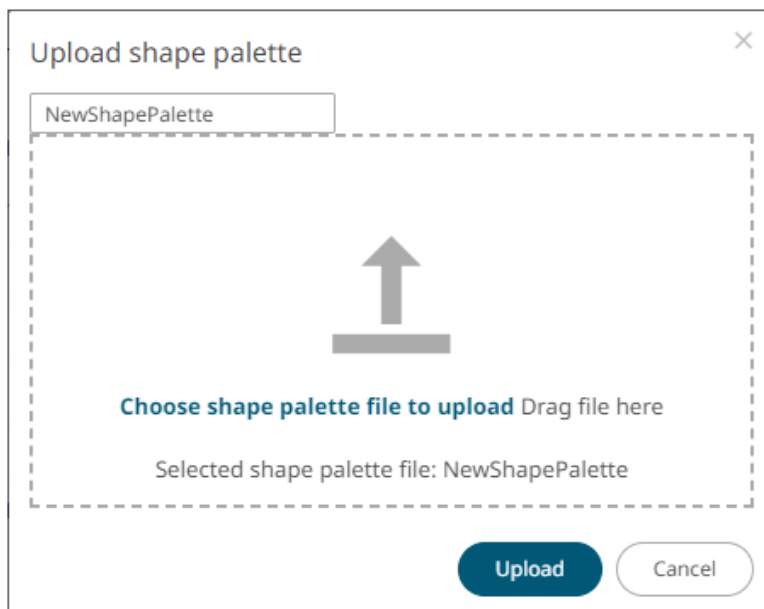 Upload shape palette
NewShapePalette
Choose shape palette file to upload Drag file here
Selected shape palette file: NewShapePalette
Upload Cancel